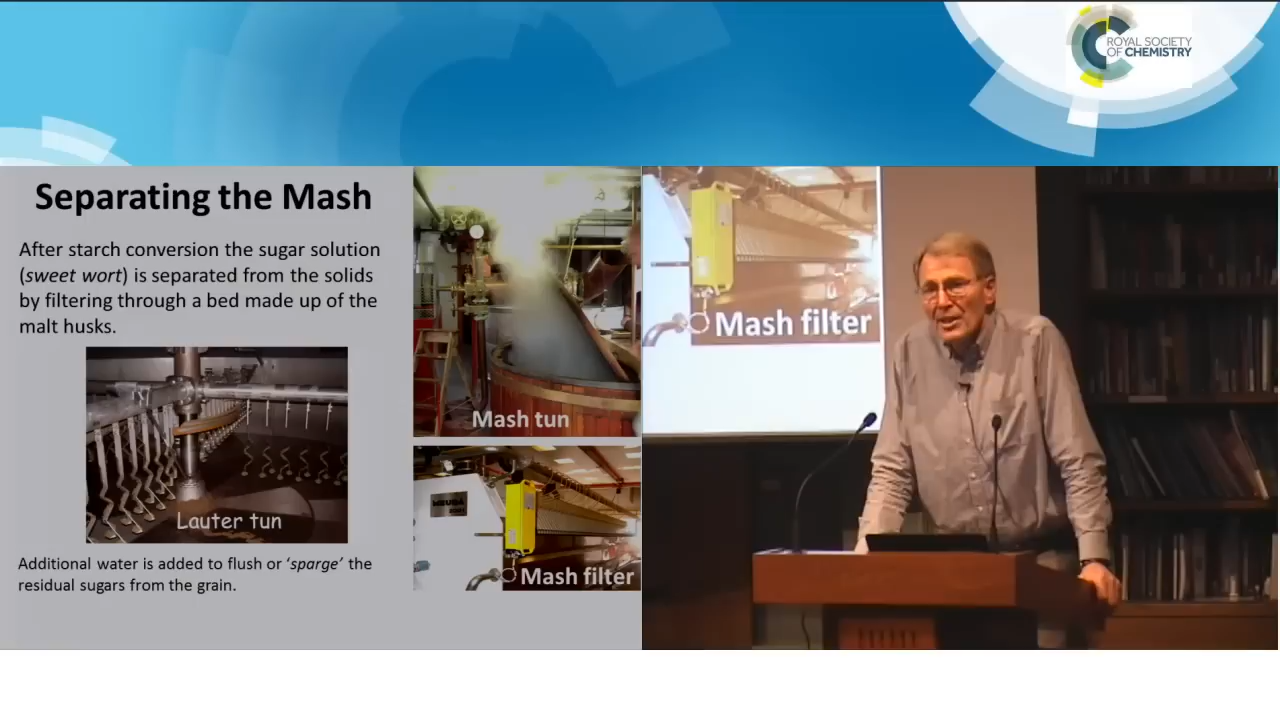 ROYAL SOCIETY
OF CHEMISTRY
Separating the Mash
After starch conversion the sugar solution
(sweet wort) is separated from the solids
by filtering through a bed made up of the
malt husks.
Lauter tun
Additional water is added to flush or ‘sparge’ the
residual sugars from the grain.
Mash tun
MEURA
2001
Mash filter
Mash filter